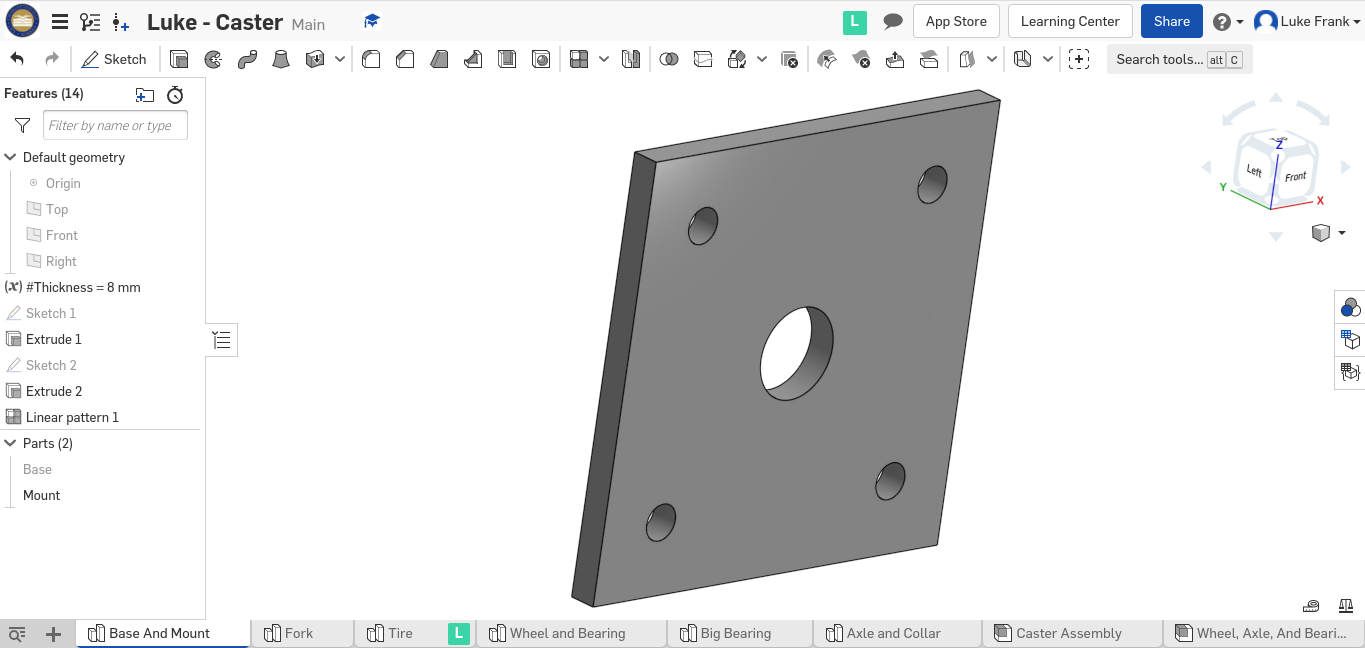 Luke - Caster Main L App Store Learning Center Share ? Luke Frank
Sketch Search tools... alt C
Features (14)
Filter by name or type
Default geometry
Origin
Top
Front
Right
(x) #Thickness = 8 mm
Sketch 1
Extrude 1
Sketch 2
Extrude 2
Linear pattern 1
Parts (2)
Base
Mount
Z
Left Front
Y X
Base And Mount Fork Tire L Wheel and Bearing Big Bearing Axle and Collar Caster Assembly Wheel, Axle, And Beari...